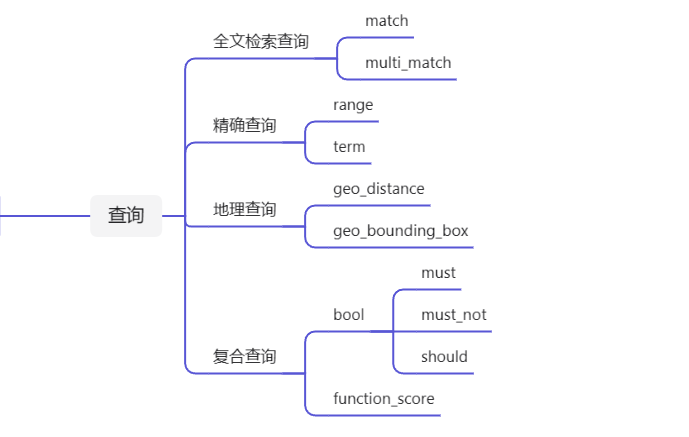 查询
全文检索查询
match
multi_match
精确查询
range
term
地理查询
geo_distance
geo_bounding_box
复合查询
bool
must
must_not
should
function_score